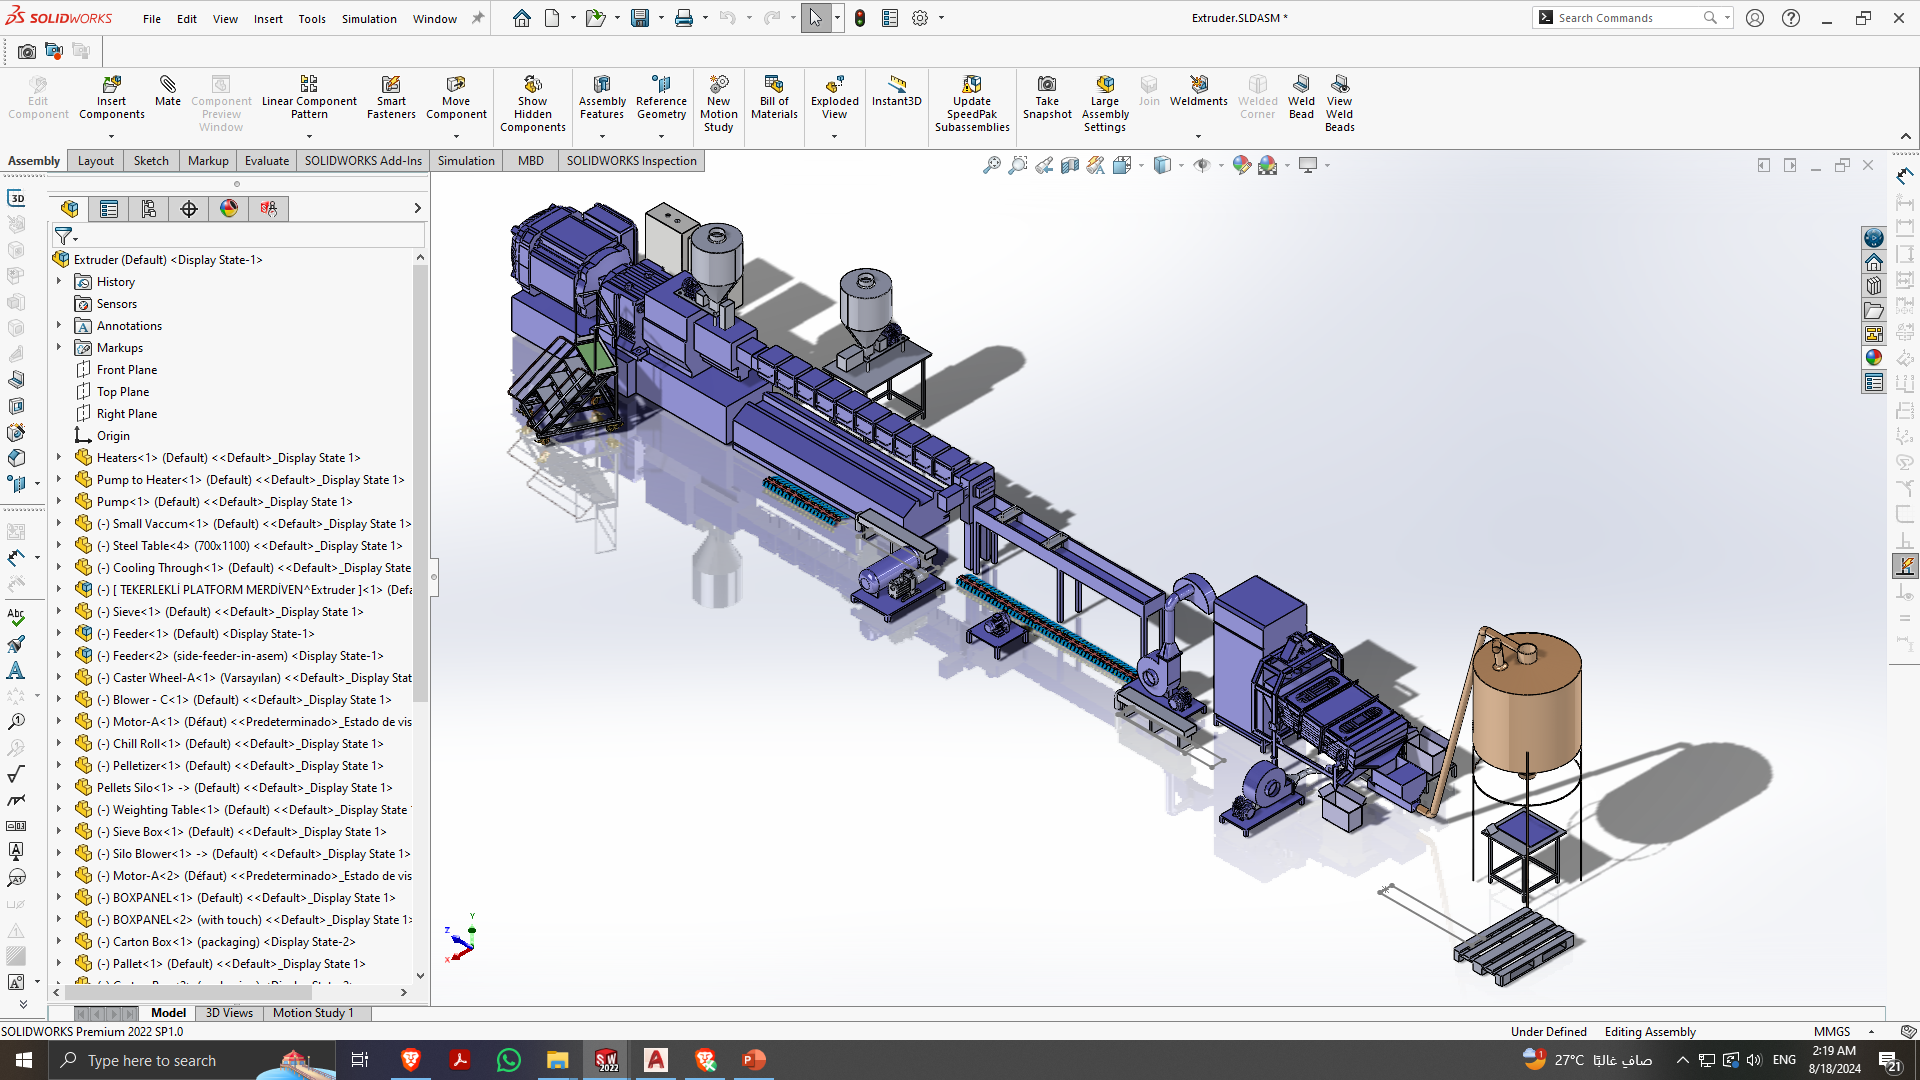 SOLIDWORKS
File Edit View Insert Tools Simulation Window
Extruder.SLDASM *
Search Commands
Edit Component
Insert Components
Mate
Component Preview Window
Linear Component Pattern
Smart Fasteners
Move Component
Show Hidden Components
Assembly Features
Reference Geometry
New Motion Study
Bill of Materials
Exploded View
Instant3D
Update SpeedPak Subassemblies
Take Snapshot
Large Assembly Settings
Join
Weldments
Welded Corner
Weld Bead
View Weld Beads
Assembly Layout Sketch Markup Evaluate SOLIDWORKS Add-Ins Simulation MBD SOLIDWORKS Inspection
Extruder (Default) <Display State-1>
History
Sensors
Annotations
Markups
Front Plane
Top Plane
Right Plane
Origin
Heaters<1> (Default) <<Default>_Display State 1>
Pump to Heater<1> (Default) <<Default>_Display State 1>
Pump<1> (Default) <<Default>_Display State 1>
(-) Small Vaccum<1> (Default) <<Default>_Display State 1>
(-) Steel Table<4> (700x1100) <<Default>_Display State 1>
(-) Cooling Through<1> (Default) <<Default>_Display State
(-) [ TEKERLEKLİ PLATFORM MERDİVEN^Extruder ]<1> (Defa
(-) Sieve<1> (Default) <<Default>_Display State 1>
(-) Feeder<1> (Default) <Display State-1>
(-) Feeder<2> (side-feeder-in-asem) <Display State-1>
(-) Caster Wheel-A<1> (Varsayılan) <<Default>_Display Stat
(-) Blower - C<1> (Default) <<Default>_Display State 1>
(-) Motor-A<1> (Défaut) <<Predeterminado>_Estado de vis
(-) Chill Roll<1> (Default) <<Default>_Display State 1>
(-) Pelletizer<1> (Default) <<Default>_Display State 1>
Pellets Silo<1> -> (Default) <<Default>_Display State 1>
(-) Weighting Table<1> (Default) <<Default>_Display State
(-) Sieve Box<1> (Default) <<Default>_Display State 1>
(-) Silo Blower<1> -> (Default) <<Default>_Display State 1>
(-) Motor-A<2> (Défaut) <<Predeterminado>_Estado de vis
(-) BOXPANEL<1> (Default) <<Default>_Display State 1>
(-) BOXPANEL<2> (with touch) <<Default>_Display State 1>
(-) Carton Box<1> (packaging) <Display State-2>
(-) Pallet<1> (Default) <<Default>_Display State 1>
Y
Z
X
Model 3D Views Motion Study 1
SOLIDWORKS Premium 2022 SP1.0
Under Defined Editing Assembly MMGS
Type here to search
27°C صاف غالبًا
ENG
2:19 AM
8/18/2024
21